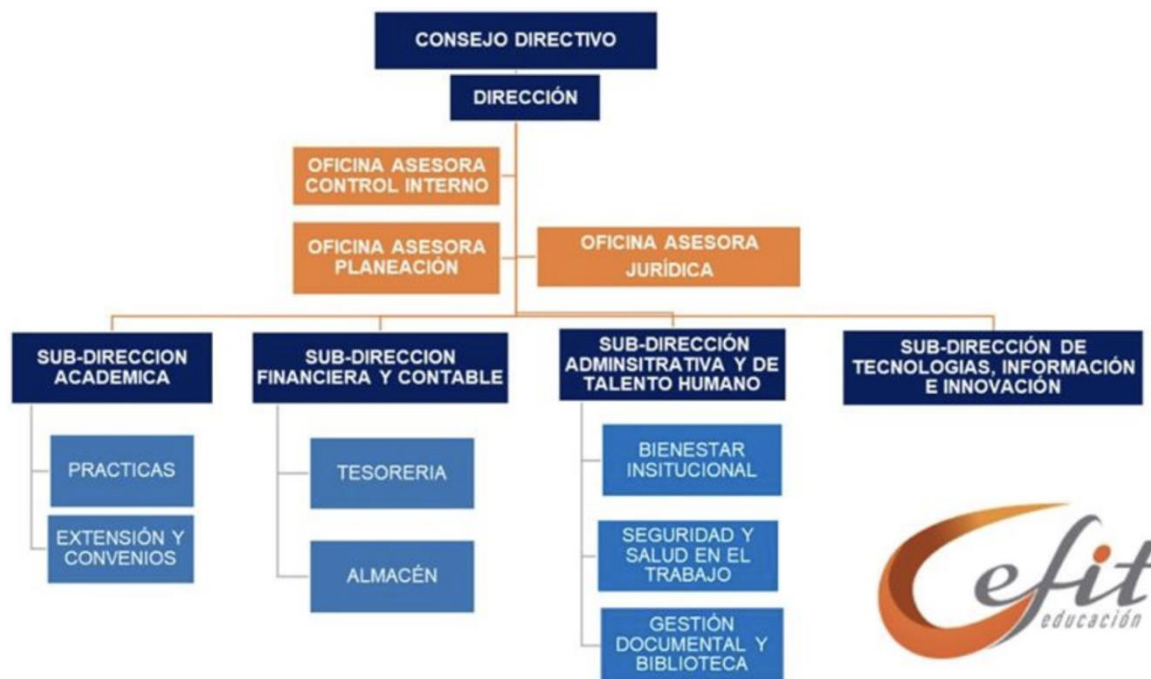 CONSEJO DIRECTIVO
DIRECCIÓN
OFICINA ASESORA
CONTROL INTERNO
OFICINA ASESORA
PLANEACIÓN
OFICINA ASESORA
JURÍDICA
SUB-DIRECCION
ACADEMICA
SUB-DIRECCION
FINANCIERA Y CONTABLE
SUB-DIRECCIÓN
ADMINSITRATIVA Y DE
TALENTO HUMANO
SUB-DIRECCIÓN DE
TECNOLOGIAS, INFORMACIÓN
E INNOVACIÓN
PRACTICAS
EXTENSIÓN Y
CONVENIOS
TESORERIA
ALMACÉN
BIENESTAR
INSITUCIONAL
SEGURIDAD Y
SALUD EN EL
TRABAJO
GESTIÓN
DOCUMENTAL Y
BIBLIOTECA
Cefit
educación